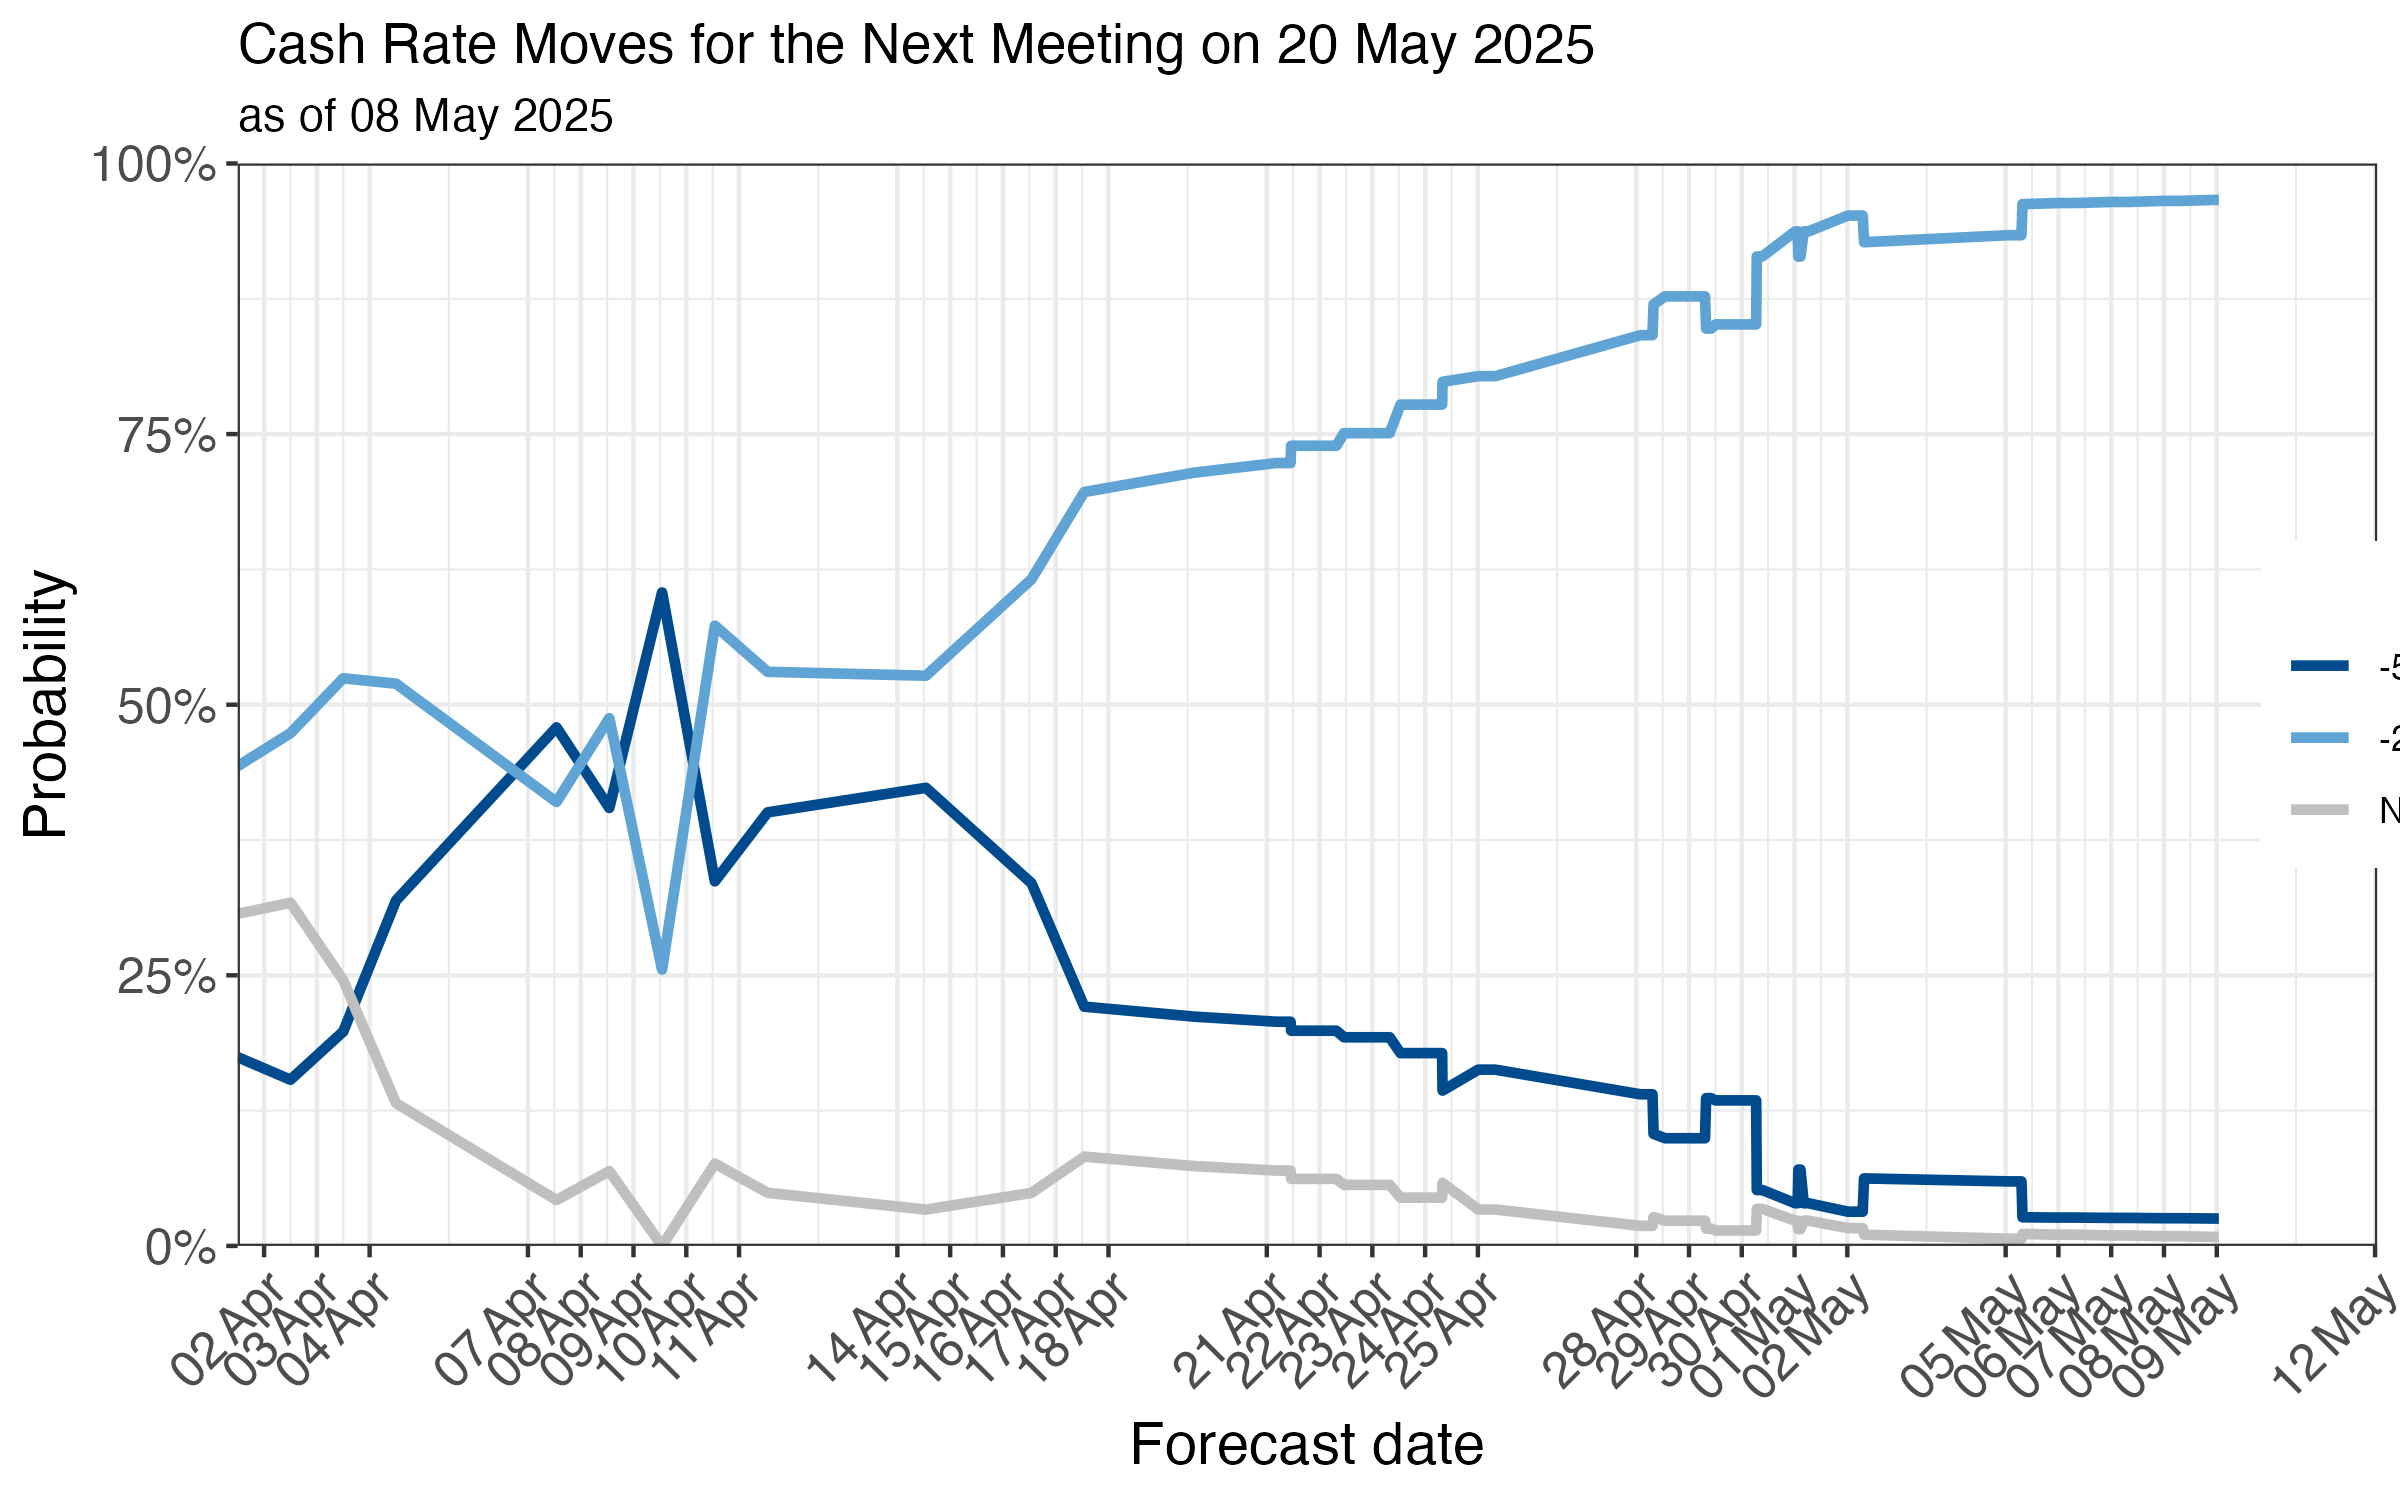 Cash Rate Moves for the Next Meeting on 20 May 2025
as of 08 May 2025
100%
75%
50%
25%
0%
Probability
-5
-2
N
02 Apr
03 Apr
04 Apr
07 Apr
08 Apr
09 Apr
10 Apr
11 Apr
14 Apr
15 Apr
16 Apr
17 Apr
18 Apr
21 Apr
22 Apr
23 Apr
24 Apr
25 Apr
28 Apr
29 Apr
30 Apr
01 May
02 May
05 May
06 May
07 May
08 May
09 May
12 May
Forecast date